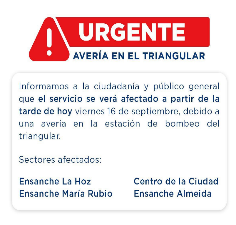 URGENTE
AVERÍA EN EL TRIANGULAR
Informamos a la ciudadanía y público general
que el servicio se verá afectado a partir de la
tarde de hoy viernes 16 de septiembre, debido a
una avería en la estación de bombeo del
triangular.
Sectores afectados:
Ensanche La Hoz
Ensanche María Rubio
Centro de la Ciudad
Ensanche Almeida